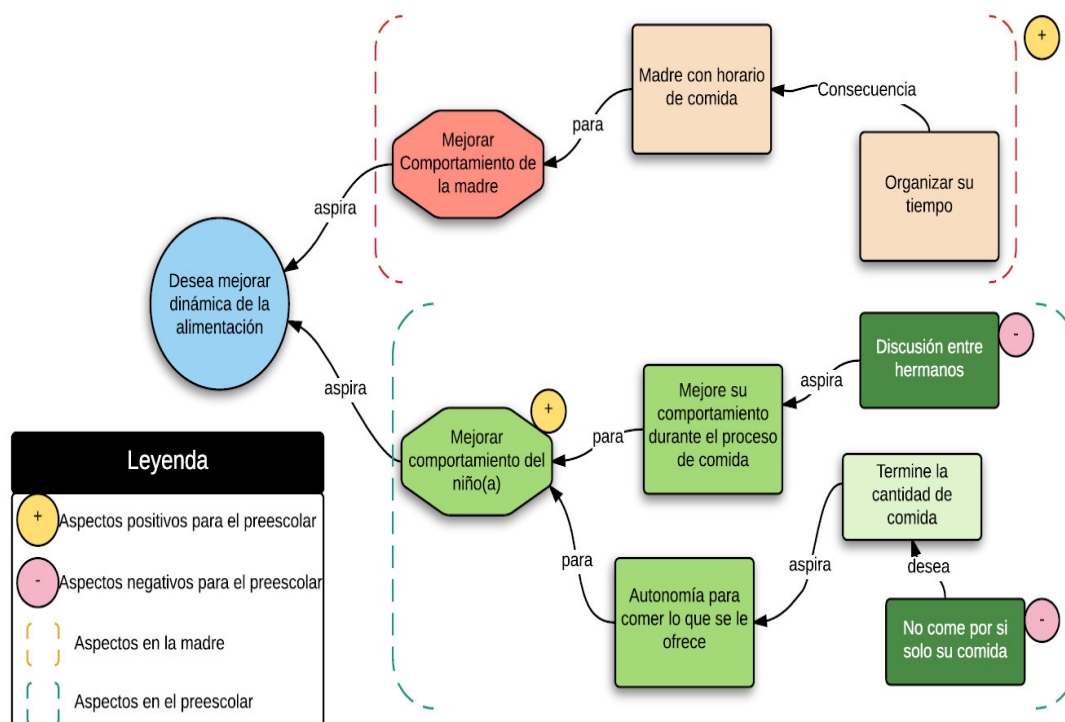 +
Madre con horario
de comida
Consecuencia
para
Mejorar
Comportamiento de
la madre
Organizar su
tiempo
aspira
Desea mejorar
dinámica de la
alimentación
Discusión entre
hermanos
-
aspira
Mejore su
comportamiento
durante el proceso
de comida
aspira
+
para
Mejorar
comportamiento del
niño(a)
Termine la
cantidad de
comida
para
aspira
desea
Autonomía para
comer lo que se le
ofrece
No come por si
solo su comida
-
Leyenda
+
Aspectos positivos para el preescolar
-
Aspectos negativos para el preescolar
Aspectos en la madre
Aspectos en el preescolar